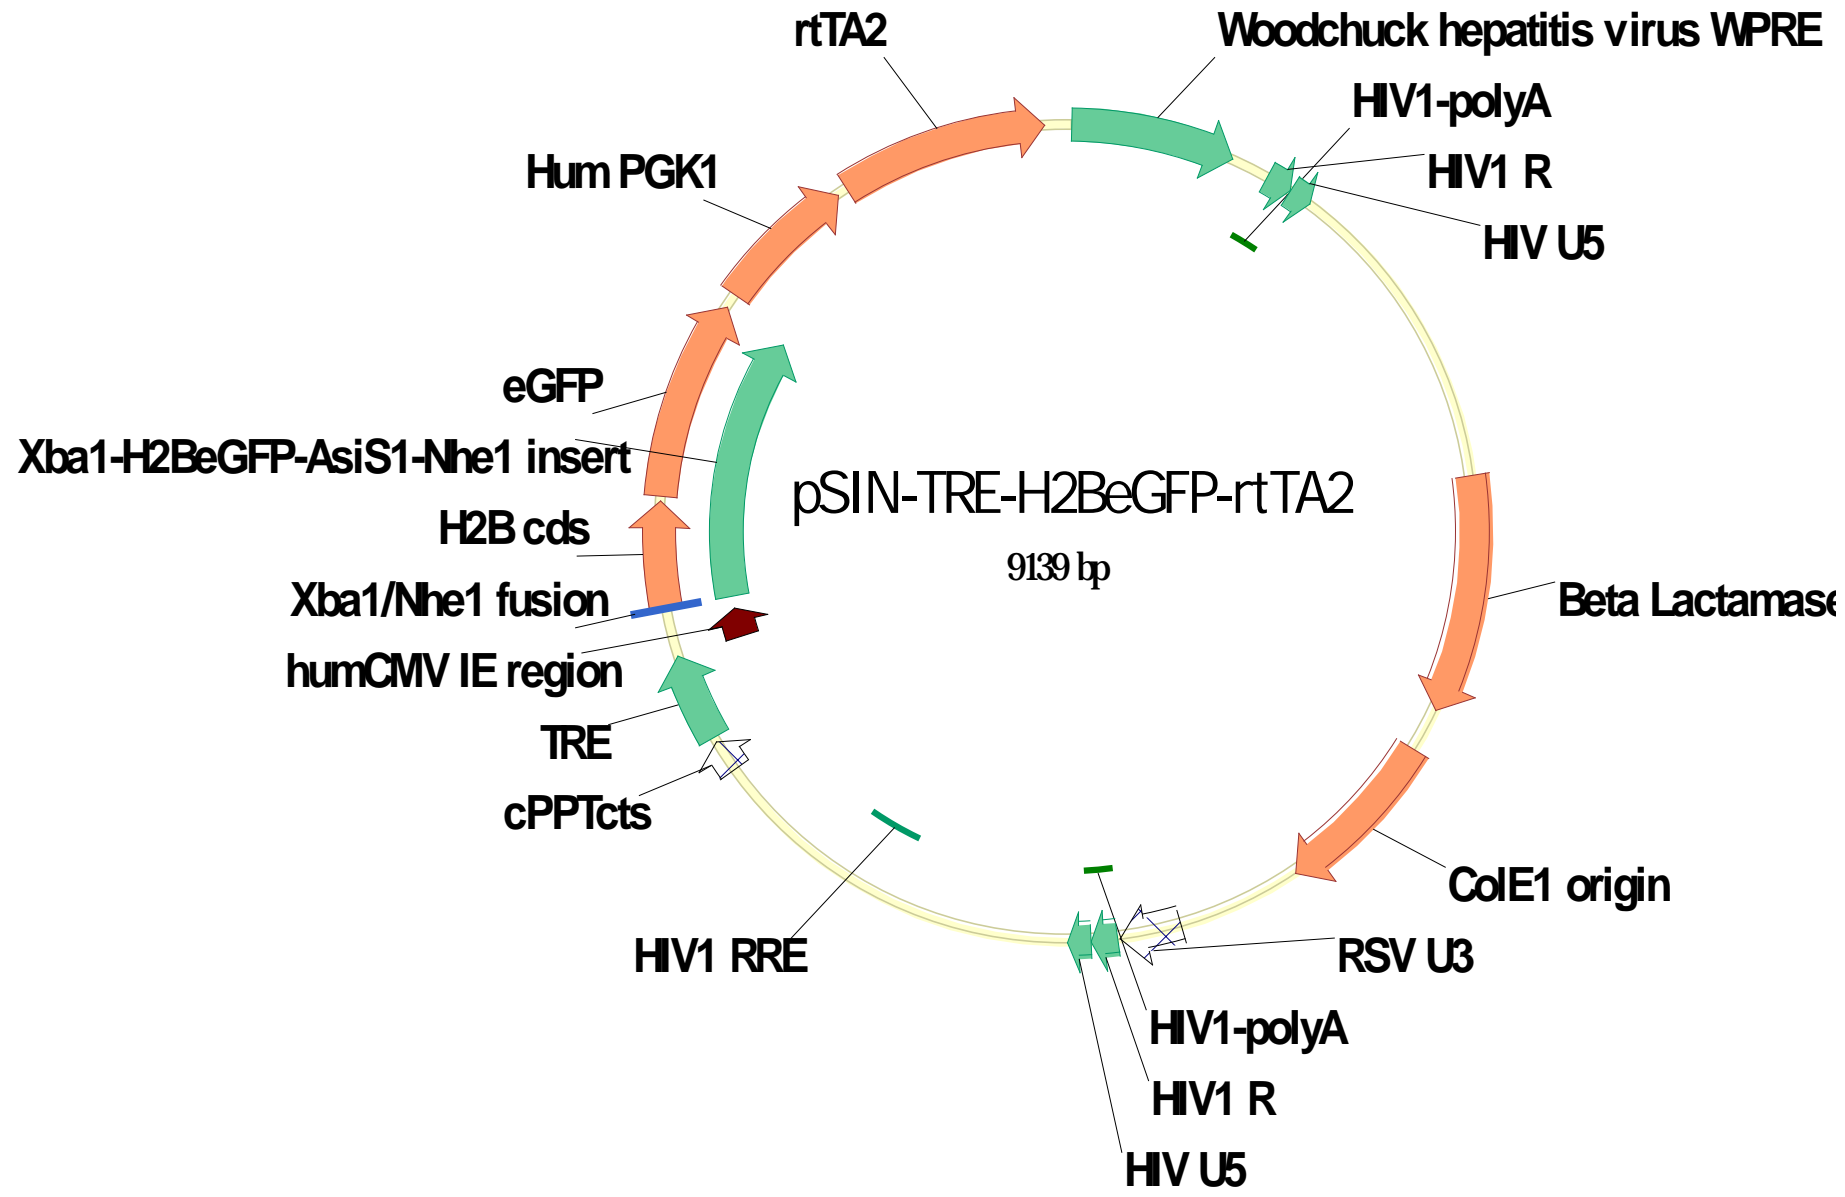 rtTA2
Woodchuck hepatitis virus WPRE
HIV1-polyA
Hum PGK1
HIV1 R
HIV U5
eGFP
Xba1-H2BeGFP-AsiS1-Nhe1 insert
pSIN-TRE-H2BeGFP-rtTA2
H2B cds
9139 bp
Xba1/Nhe1 fusion
Beta Lactamase
humCMV IE region
TRE
cPPTcts
ColE1 origin
HIV1 RRE
RSV U3
HIV1-polyA
HIV1 R
HIV U5